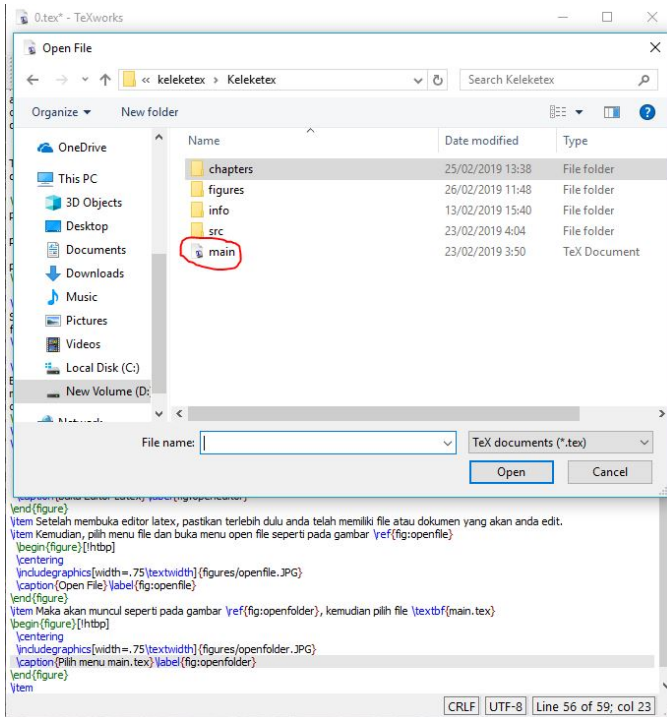 0.tex* - TeXworks
Open File
« keleketex > Keleketex
Search Keleketex
Organize
New folder
Name
Date modified
Type
OneDrive
This PC
3D Objects
Desktop
Documents
Downloads
Music
Pictures
Videos
Local Disk (C:)
New Volume (D:
chapters 25/02/2019 13:38 File folder
figures 26/02/2019 11:48 File folder
info 13/02/2019 15:40 File folder
src 23/02/2019 4:04 File folder
main 23/02/2019 3:50 TeX Document
File name:
TeX documents (*.tex)
Open
Cancel
\end{figure}
\item Setelah membuka editor latex, pastikan terlebih dulu anda telah memiliki file atau dokumen yang akan anda edit.
\item Kemudian, pilih menu file dan buka menu open file seperti pada gambar \ref{fig:openfile}
\begin{figure}[!htbp]
\centering
\includegraphics[width=.75\textwidth]{figures/openfile.JPG}
\caption{Open File}\label{fig:openfile}
\end{figure}
\item Maka akan muncul seperti pada gambar \ref{fig:openfolder}, kemudian pilih file \textbf{main.tex}
\begin{figure}[!htbp]
\centering
\includegraphics[width=.75\textwidth]{figures/openfolder.JPG}
\caption{Pilih menu main.tex}\label{fig:openfolder}
\end{figure}
\item
CRLF UTF-8 Line 56 of 59; col 23